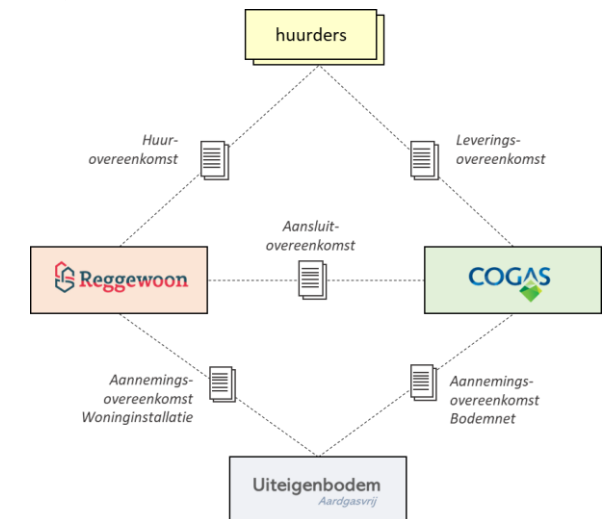 huurders
Huur-
overeenkomst
Leverings-
overeenkomst
Aansluit-
overeenkomst
Reggewoon
COGAS
Aannemings-
overeenkomst
Woninginstallatie
Aannemings-
overeenkomst
Bodemnet
Uiteigenbodem
Aardgasvrij